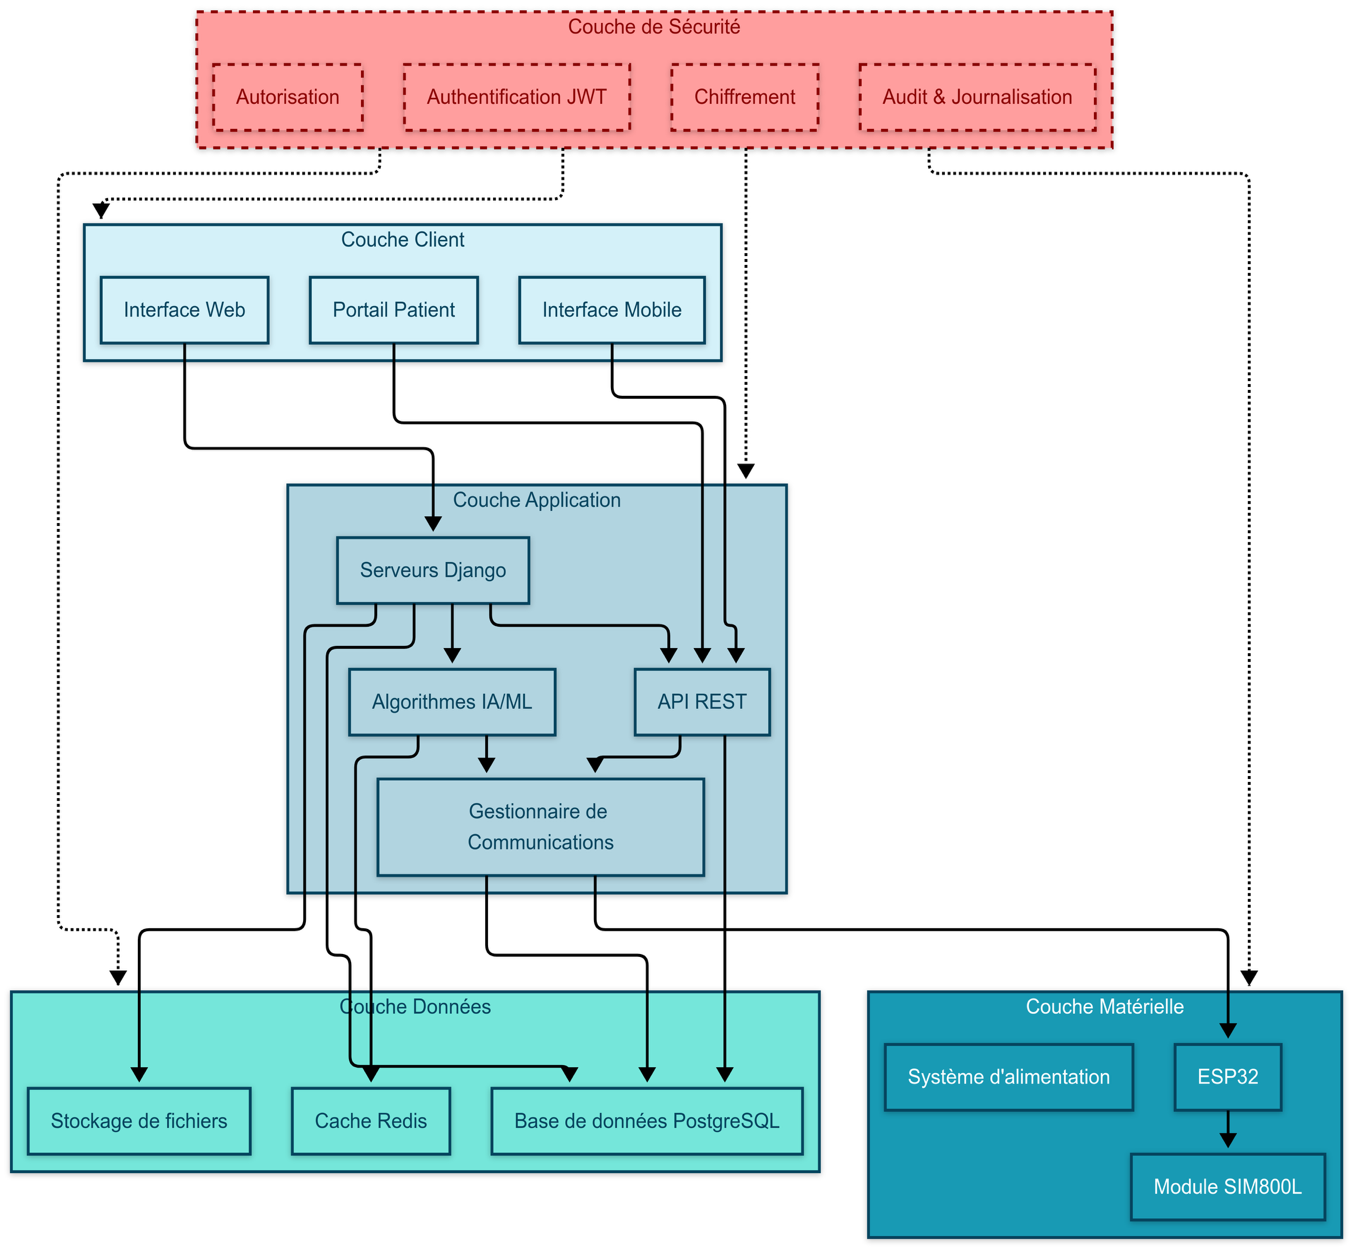 Couche de Sécurité
Autorisation
Authentification JWT
Chiffrement
Audit & Journalisation
Couche Client
Interface Web
Portail Patient
Interface Mobile
Couche Application
Serveurs Django
Algorithmes IA/ML
API REST
Gestionnaire de
Communications
Couche Données
Stockage de fichiers
Cache Redis
Base de données PostgreSQL
Couche Matérielle
Système d'alimentation
ESP32
Module SIM800L